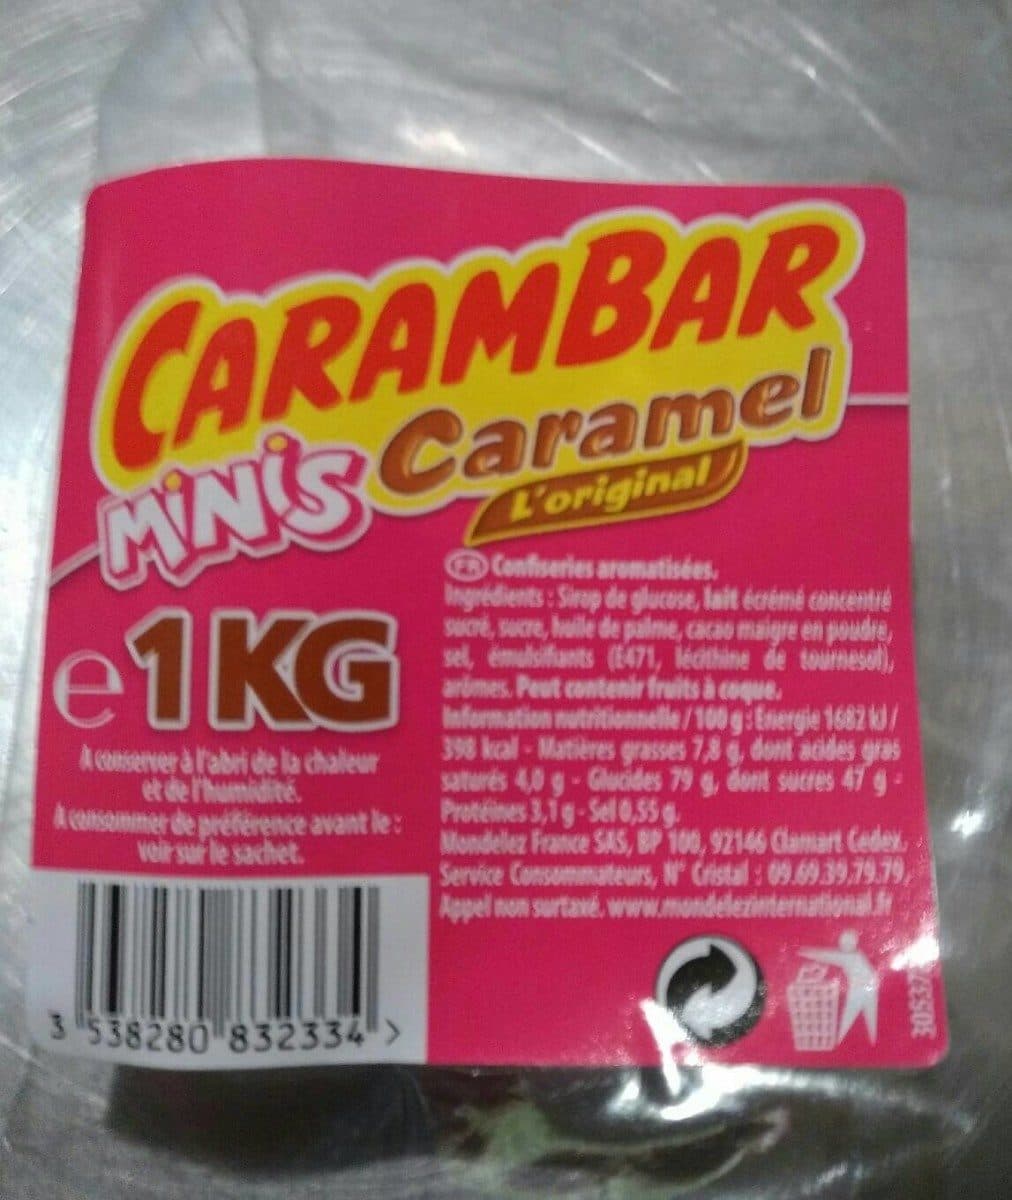 CARAMBAR
MiNiS Caramel
L'original
e 1 KG
A conserver à l'abri de la chaleur
et de l'humidité.
A consommer de préférence avant le :
voir sur le sachet.
FR Confiseries aromatisées.
Ingrédients : Sirop de glucose, lait écrémé concentré
sucré, sucre, huile de palme, cacao maigre en poudre,
sel, émulsifiants (E471, lécithine de tournesol),
arômes. Peut contenir fruits à coque.
Information nutritionnelle / 100 g : Energie 1682 kJ /
398 kcal - Matières grasses 7,8 g, dont acides gras
saturés 4,0 g - Glucides 79 g, dont sucres 47 g -
Protéines 3,1 g - Sel 0,55 g.
Mondelez France SAS, BP 100, 92146 Clamart Cedex.
Service Consommateurs, N° Cristal : 09.69.39.79.79,
Appel non surtaxé. www.mondelezinternational.fr
3 538280 832334 >